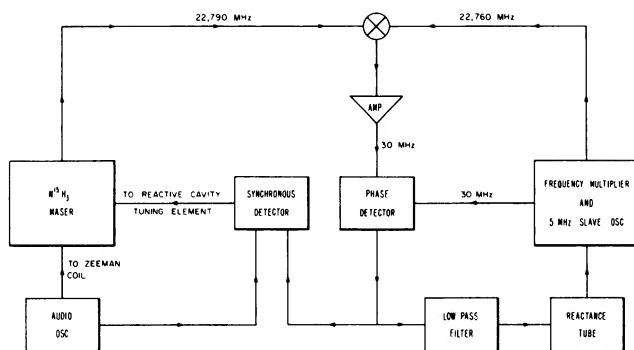 22,790 MHz
22,760 MHz
AMP
30 MHz
N¹⁵H₃
MASER
TO REACTIVE CAVITY
TUNING ELEMENT
SYNCHRONOUS
DETECTOR
PHASE
DETECTOR
30 MHz
FREQUENCY MULTIPLIER
AND
5 MHz SLAVE OSC
TO ZEEMAN
COIL
AUDIO
OSC
LOW PASS
FILTER
REACTANCE
TUBE